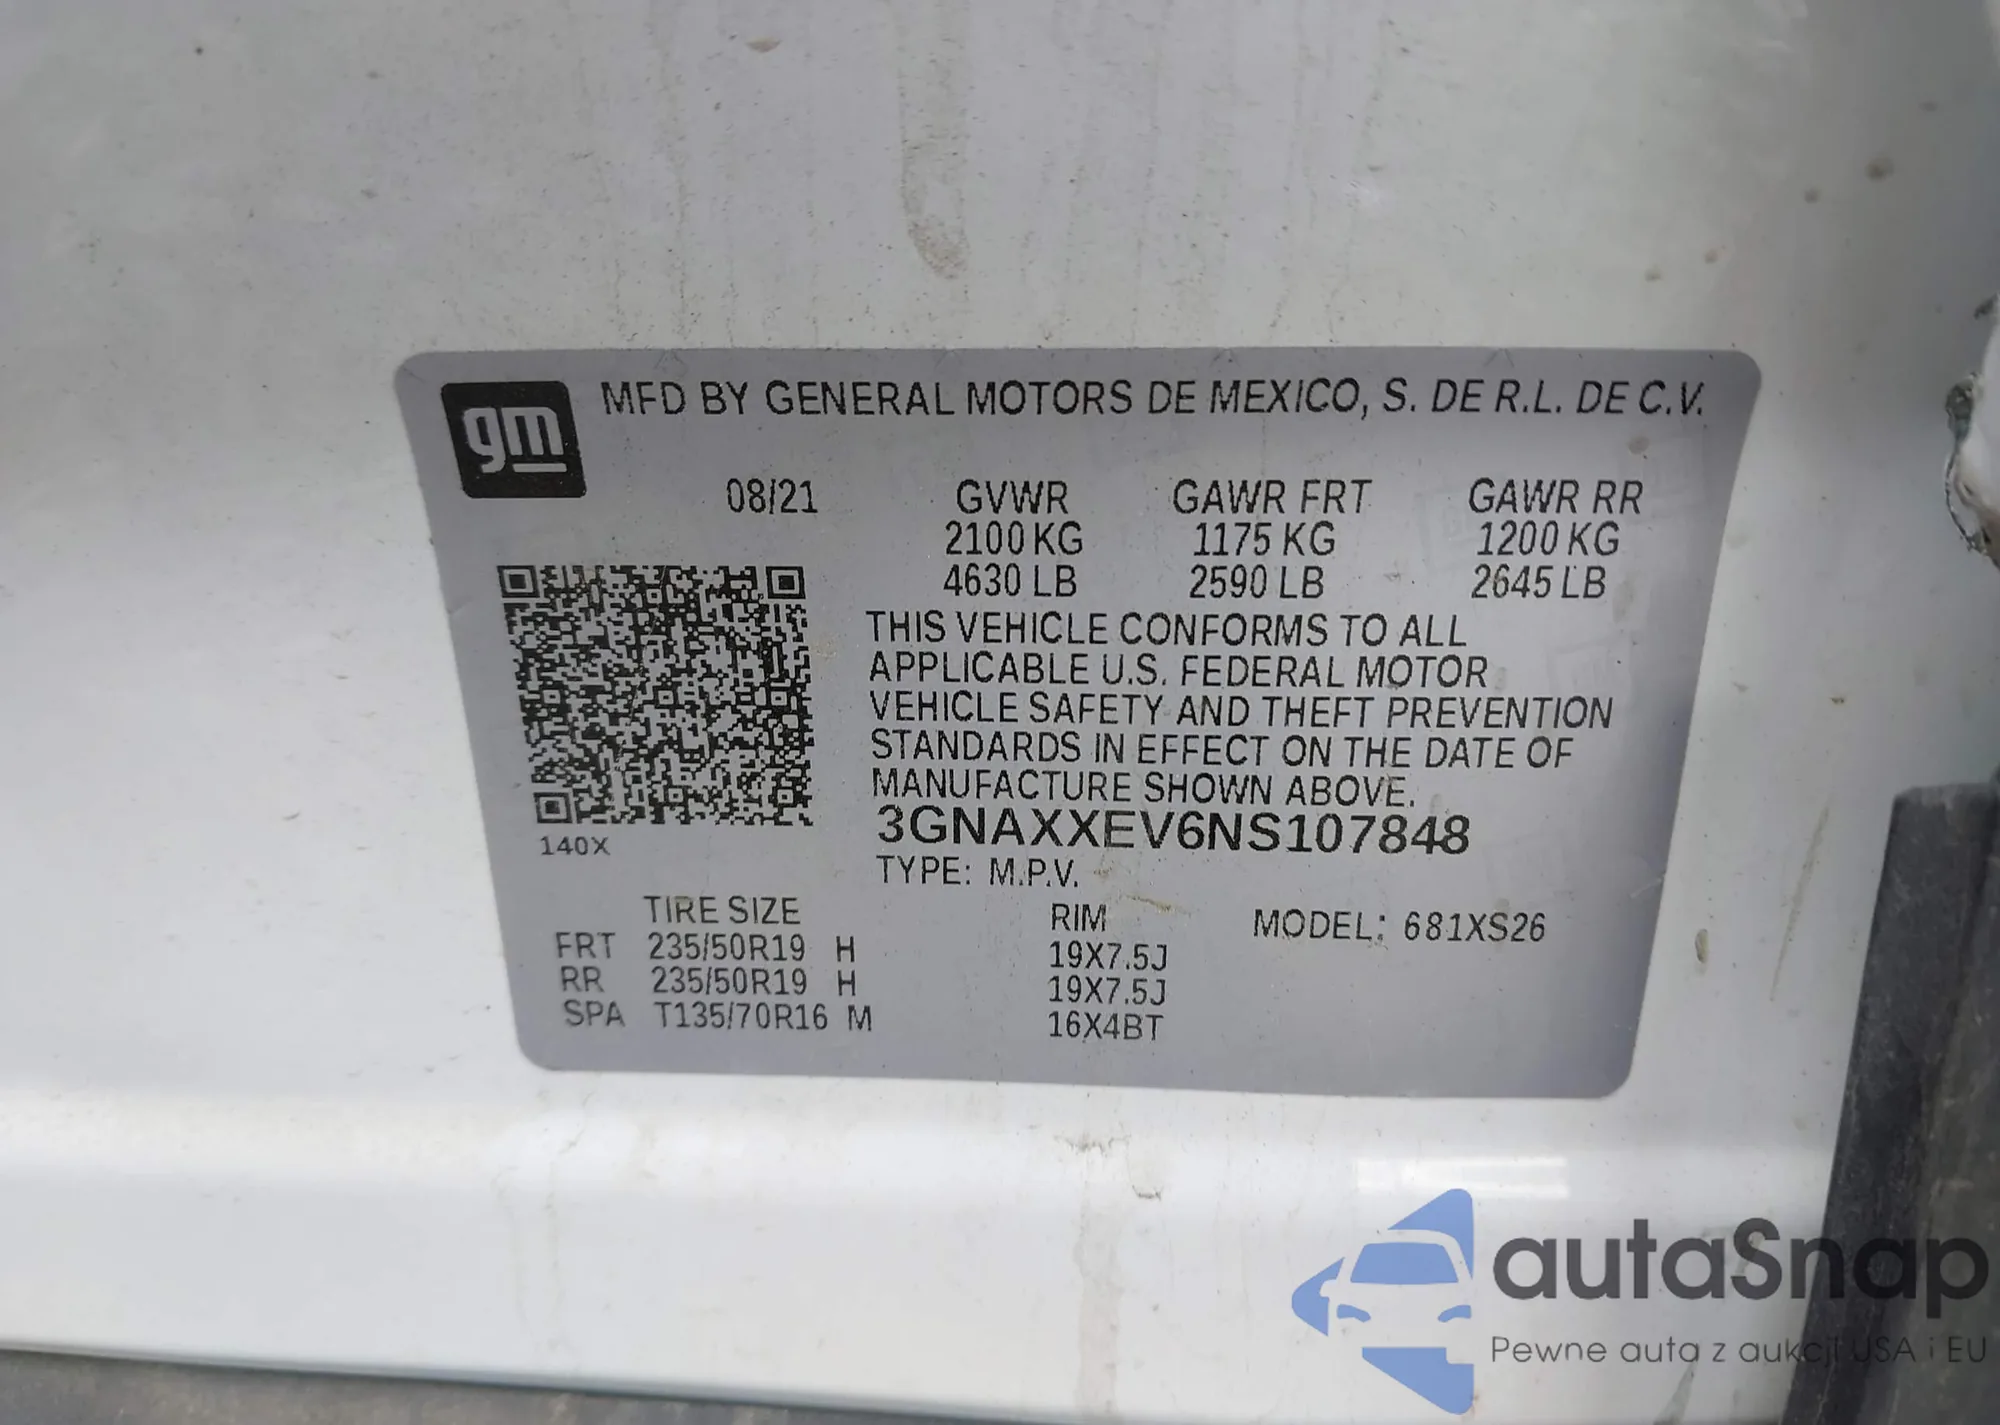 gm
MFD BY GENERAL MOTORS DE MEXICO, S. DE R.L. DE C.V.
08/21 GVWR GAWR FRT GAWR RR
2100 KG 1175 KG 1200 KG
4630 LB 2590 LB 2645 LB
THIS VEHICLE CONFORMS TO ALL
APPLICABLE U.S. FEDERAL MOTOR
VEHICLE SAFETY AND THEFT PREVENTION
STANDARDS IN EFFECT ON THE DATE OF
MANUFACTURE SHOWN ABOVE.
3GNAXXEV6NS107848
140X
TYPE: M.P.V.
TIRE SIZE RIM MODEL: 681XS26
FRT 235/50R19 H 19X7.5J
RR 235/50R19 H 19X7.5J
SPA T135/70R16 M 16X4BT
autaSnap
Pewne auta z aukcji USA i EU